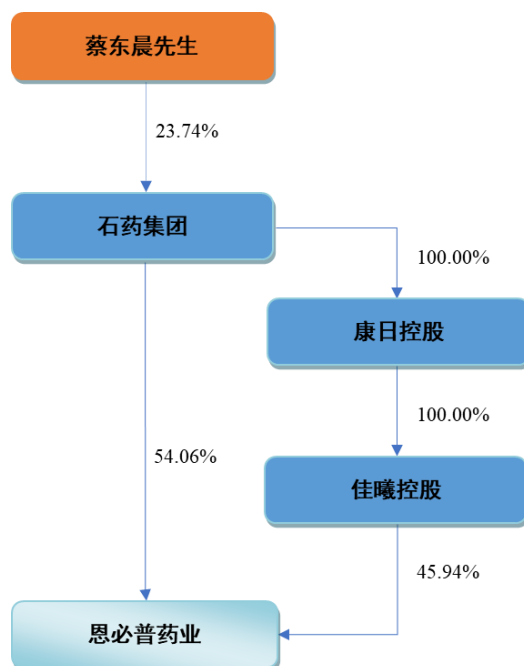 蔡东晨先生
23.74%
石药集团
100.00%
康日控股
100.00%
54.06%
佳曦控股
45.94%
恩必普药业